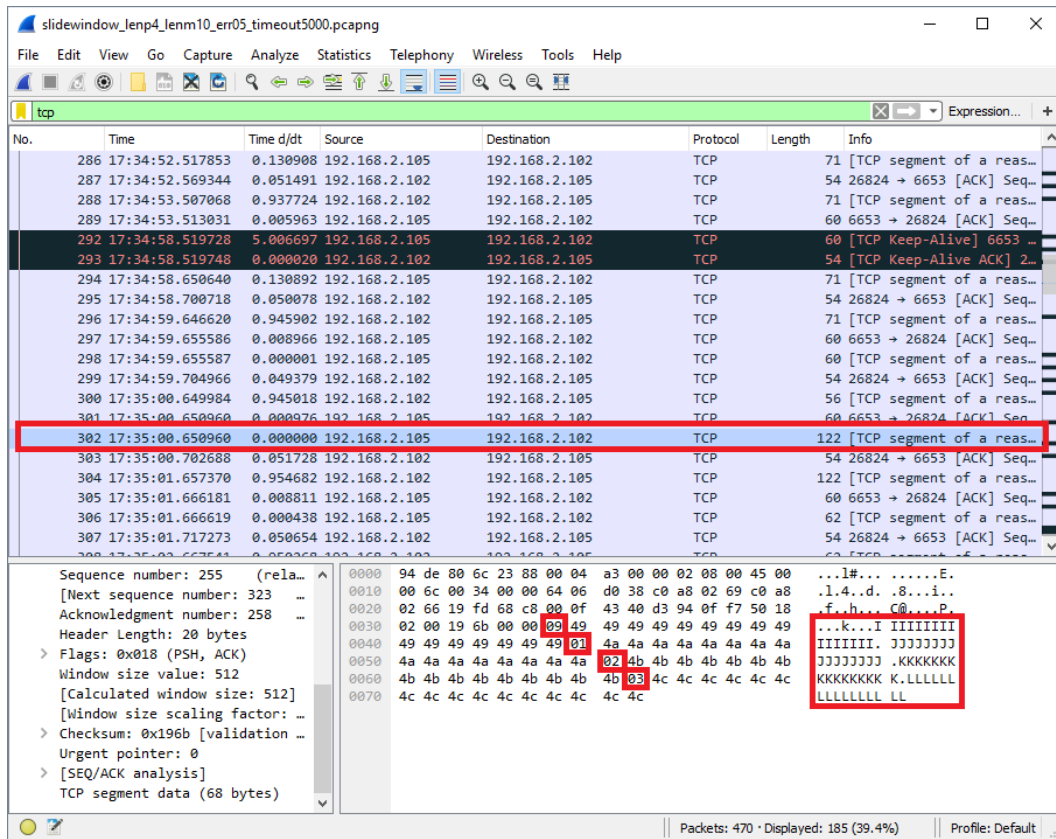 slidewindow_lenp4_lenm10_err05_timeout5000.pcapng
File Edit View Go Capture Analyze Statistics Telephony Wireless Tools Help
tcp Expression... +
No. Time Time d/dt Source Destination Protocol Length Info
286 17:34:52.517853 0.130908 192.168.2.105 192.168.2.102 TCP 71 [TCP segment of a reas…
287 17:34:52.569344 0.051491 192.168.2.102 192.168.2.105 TCP 54 26824 → 6653 [ACK] Seq…
288 17:34:53.507068 0.937724 192.168.2.102 192.168.2.105 TCP 71 [TCP segment of a reas…
289 17:34:53.513031 0.005963 192.168.2.105 192.168.2.102 TCP 60 6653 → 26824 [ACK] Seq…
292 17:34:58.519728 5.006697 192.168.2.105 192.168.2.102 TCP 60 [TCP Keep-Alive] 6653 …
293 17:34:58.519748 0.000020 192.168.2.102 192.168.2.105 TCP 54 [TCP Keep-Alive ACK] 2…
294 17:34:58.650640 0.130892 192.168.2.105 192.168.2.102 TCP 71 [TCP segment of a reas…
295 17:34:58.700718 0.050078 192.168.2.102 192.168.2.105 TCP 54 26824 → 6653 [ACK] Seq…
296 17:34:59.646620 0.945902 192.168.2.102 192.168.2.105 TCP 71 [TCP segment of a reas…
297 17:34:59.655586 0.008966 192.168.2.105 192.168.2.102 TCP 60 6653 → 26824 [ACK] Seq…
298 17:34:59.655587 0.000001 192.168.2.105 192.168.2.102 TCP 60 [TCP segment of a reas…
299 17:34:59.704966 0.049379 192.168.2.102 192.168.2.105 TCP 54 26824 → 6653 [ACK] Seq…
300 17:35:00.649984 0.945018 192.168.2.102 192.168.2.105 TCP 56 [TCP segment of a reas…
301 17:35:00.650960 0.000976 192.168.2.105 192.168.2.102 TCP 60 6653 → 26824 [ACK] Seq
302 17:35:00.650960 0.000000 192.168.2.105 192.168.2.102 TCP 122 [TCP segment of a reas…
303 17:35:00.702688 0.051728 192.168.2.102 192.168.2.105 TCP 54 26824 → 6653 [ACK] Seq…
304 17:35:01.657370 0.954682 192.168.2.102 192.168.2.105 TCP 122 [TCP segment of a reas…
305 17:35:01.666181 0.008811 192.168.2.105 192.168.2.102 TCP 60 6653 → 26824 [ACK] Seq…
306 17:35:01.666619 0.000438 192.168.2.105 192.168.2.102 TCP 62 [TCP segment of a reas…
307 17:35:01.717273 0.050654 192.168.2.102 192.168.2.105 TCP 54 26824 → 6653 [ACK] Seq…
Sequence number: 255 (rela…
[Next sequence number: 323 …
Acknowledgment number: 258 …
Header Length: 20 bytes
Flags: 0x018 (PSH, ACK)
Window size value: 512
[Calculated window size: 512]
[Window size scaling factor: …
Checksum: 0x196b [validation …
Urgent pointer: 0
[SEQ/ACK analysis]
TCP segment data (68 bytes)
0000 94 de 80 6c 23 88 00 04 a3 00 00 02 08 00 45 00 ...l#... ......E.
0010 00 6c 00 34 00 00 64 06 d0 38 c0 a8 02 69 c0 a8 .l.4..d. .8...i..
0020 02 66 19 fd 68 c8 00 0f 43 40 d3 94 0f f7 50 18 .f..h... C@....P.
0030 02 00 19 6b 00 00 09 49 49 49 49 49 49 49 49 49 ...k...I IIIIIIII
0040 49 49 49 49 49 49 49 01 4a 4a 4a 4a 4a 4a 4a 4a IIIIIII. JJJJJJJJ
0050 4a 4a 4a 4a 4a 4a 4a 4a 02 4b 4b 4b 4b 4b 4b 4b JJJJJJJJ .KKKKKKK
0060 4b 4b 4b 4b 4b 4b 4b 4b 4b 03 4c 4c 4c 4c 4c 4c KKKKKKKK K.LLLLLL
0070 4c 4c 4c 4c 4c 4c 4c 4c 4c 4c LLLLLLLL LL
Packets: 470 · Displayed: 185 (39.4%) Profile: Default